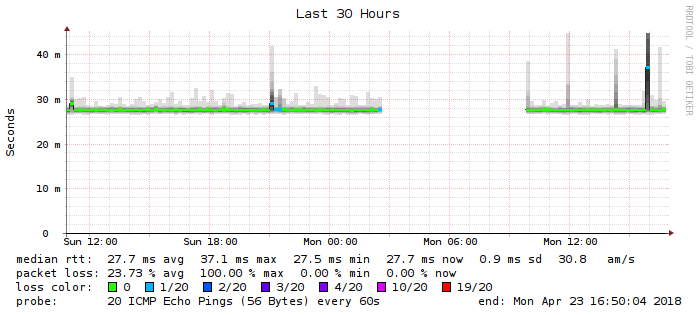 Last 30 Hours
RRDTOOL / TOBI OETIKER
Seconds
40 m
30 m
20 m
10 m
0
Sun 12:00 Sun 18:00 Mon 00:00 Mon 06:00 Mon 12:00
median rtt: 27.7 ms avg 37.1 ms max 27.5 ms min 27.7 ms now 0.9 ms sd 30.8 am/s
packet loss: 23.73 % avg 100.00 % max 0.00 % min 0.00 % now
loss color: 0 1/20 2/20 3/20 4/20 10/20 19/20
probe: 20 ICMP Echo Pings (56 Bytes) every 60s end: Mon Apr 23 16:50:04 2018